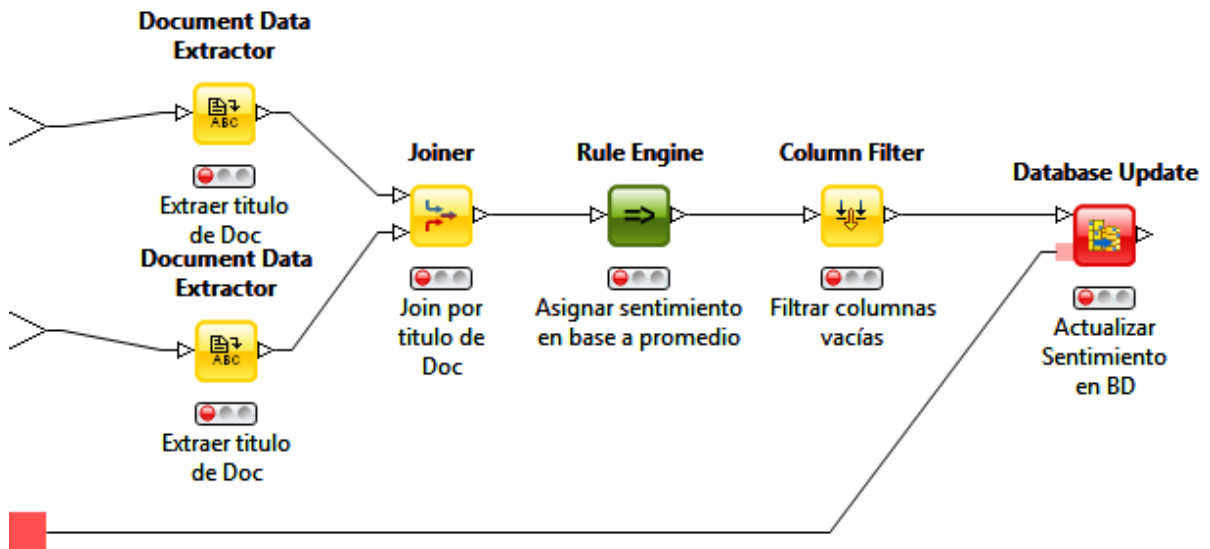 Document Data
Extractor
ABC
Extraer titulo
de Doc
Document Data
Extractor
ABC
Extraer titulo
de Doc
Joiner
Join por
titulo de
Doc
Rule Engine
Asignar sentimiento
en base a promedio
Column Filter
Filtrar columnas
vacías
Database Update
Actualizar
Sentimiento
en BD